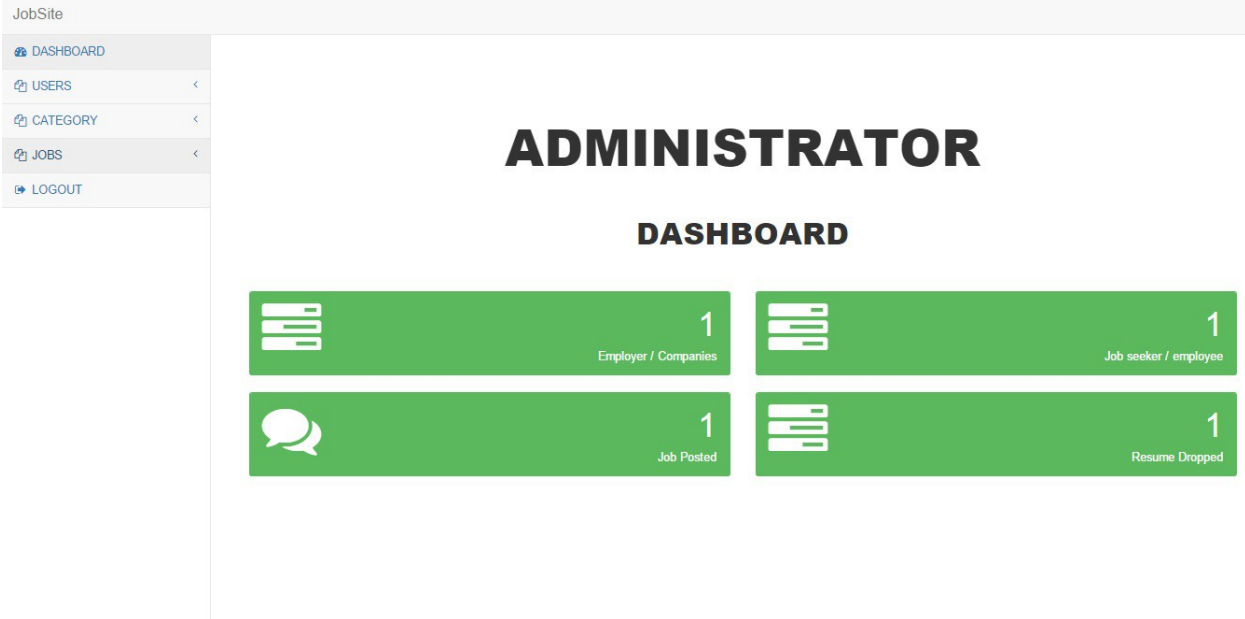 JobSite
DASHBOARD
USERS
CATEGORY
JOBS
LOGOUT
ADMINISTRATOR
DASHBOARD
1
Employer / Companies
1
Job seeker / employee
1
Job Posted
1
Resume Dropped